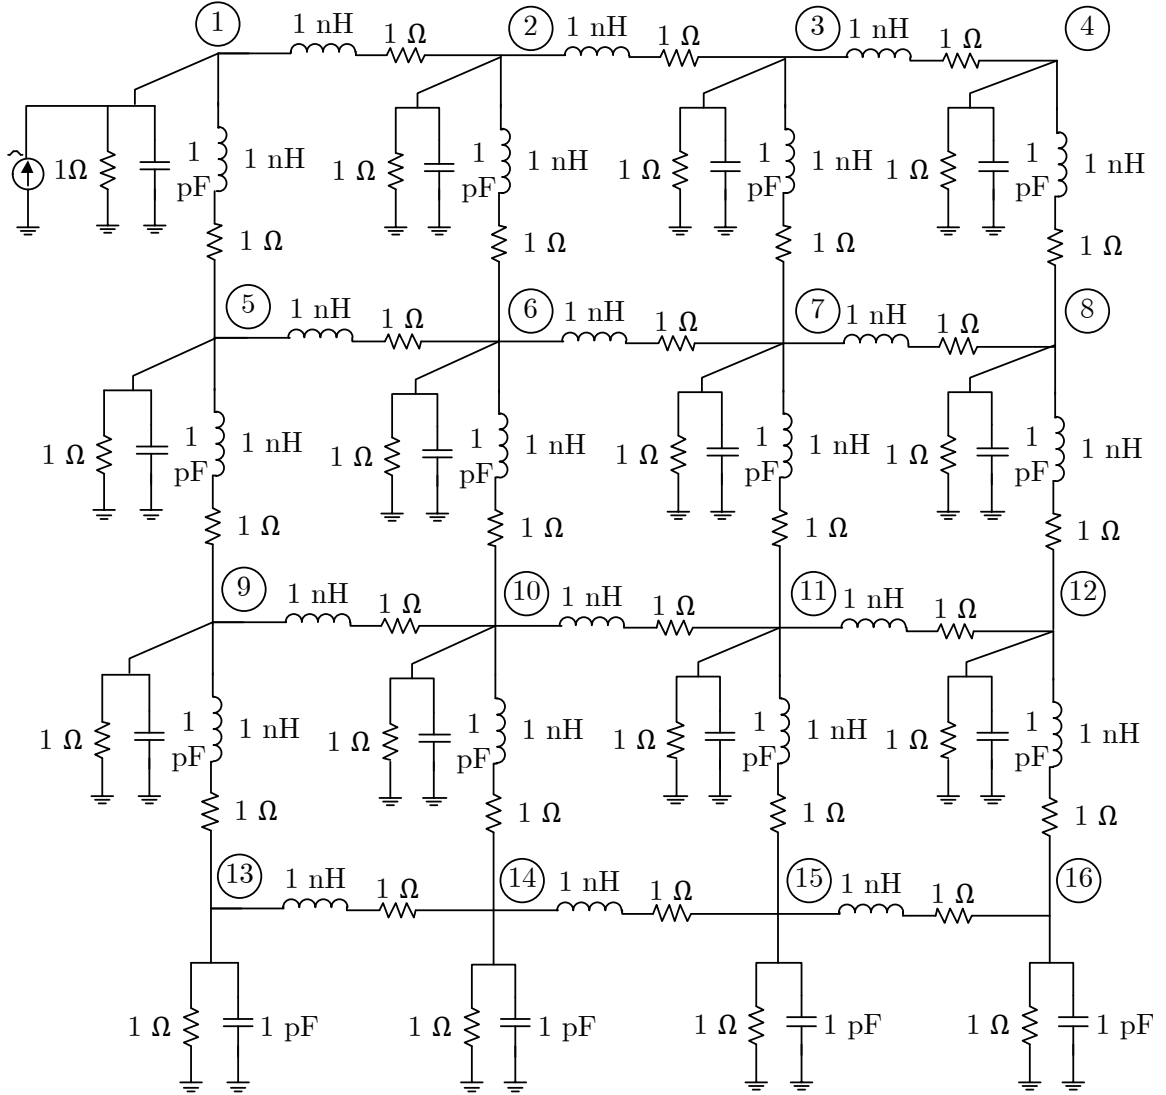 1 1 nH 1 Ω 2 1 nH 1 Ω 3 1 nH 1 Ω 4
1Ω 1 pF 1 nH 1 Ω 1 pF 1 nH 1 Ω 1 pF 1 nH 1 Ω 1 pF 1 nH
1 Ω 1 Ω 1 Ω 1 Ω
5 1 nH 1 Ω 6 1 nH 1 Ω 7 1 nH 1 Ω 8
1 Ω 1 pF 1 nH 1 Ω 1 pF 1 nH 1 Ω 1 pF 1 nH 1 Ω 1 pF 1 nH
1 Ω 1 Ω 1 Ω 1 Ω
9 1 nH 1 Ω 10 1 nH 1 Ω 11 1 nH 1 Ω 12
1 Ω 1 pF 1 nH 1 Ω 1 pF 1 nH 1 Ω 1 pF 1 nH 1 Ω 1 pF 1 nH
1 Ω 1 Ω 1 Ω 1 Ω
13 1 nH 1 Ω 14 1 nH 1 Ω 15 1 nH 1 Ω 16
1 Ω 1 pF 1 Ω 1 pF 1 Ω 1 pF 1 Ω 1 pF